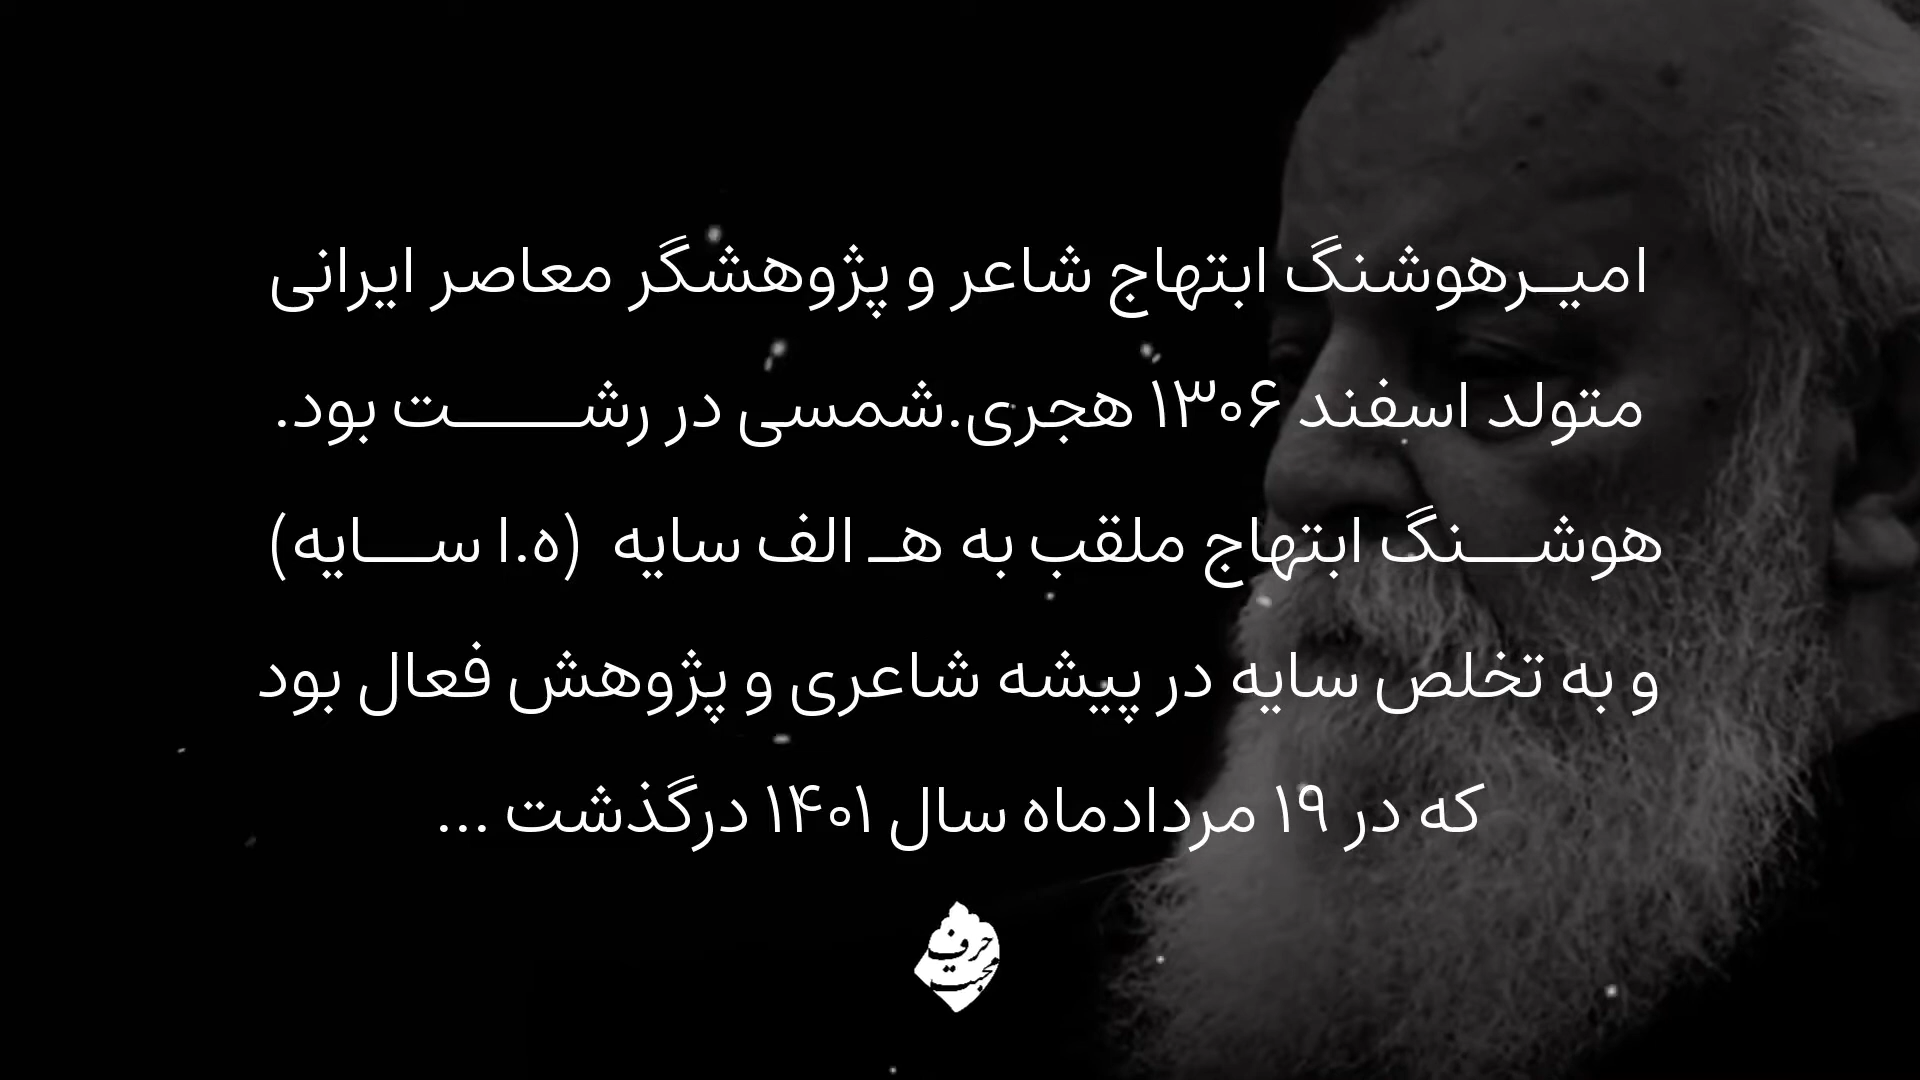 امیـرهوشنگ ابتهاج شاعر و پژوهشگر معاصر ایرانی
متولد اسفند ۱۳۰۶ هجری.شمسی در رشـــــت بود.
هوشـــنگ ابتهاج ملقب به هـ الف سایه (ه.ا ســـایه)
و به تخلص سایه در پیشه شاعری و پژوهش فعال بود
که در ۱۹ مردادماه سال ۱۴۰۱ درگذشت ...
حرف
محبت